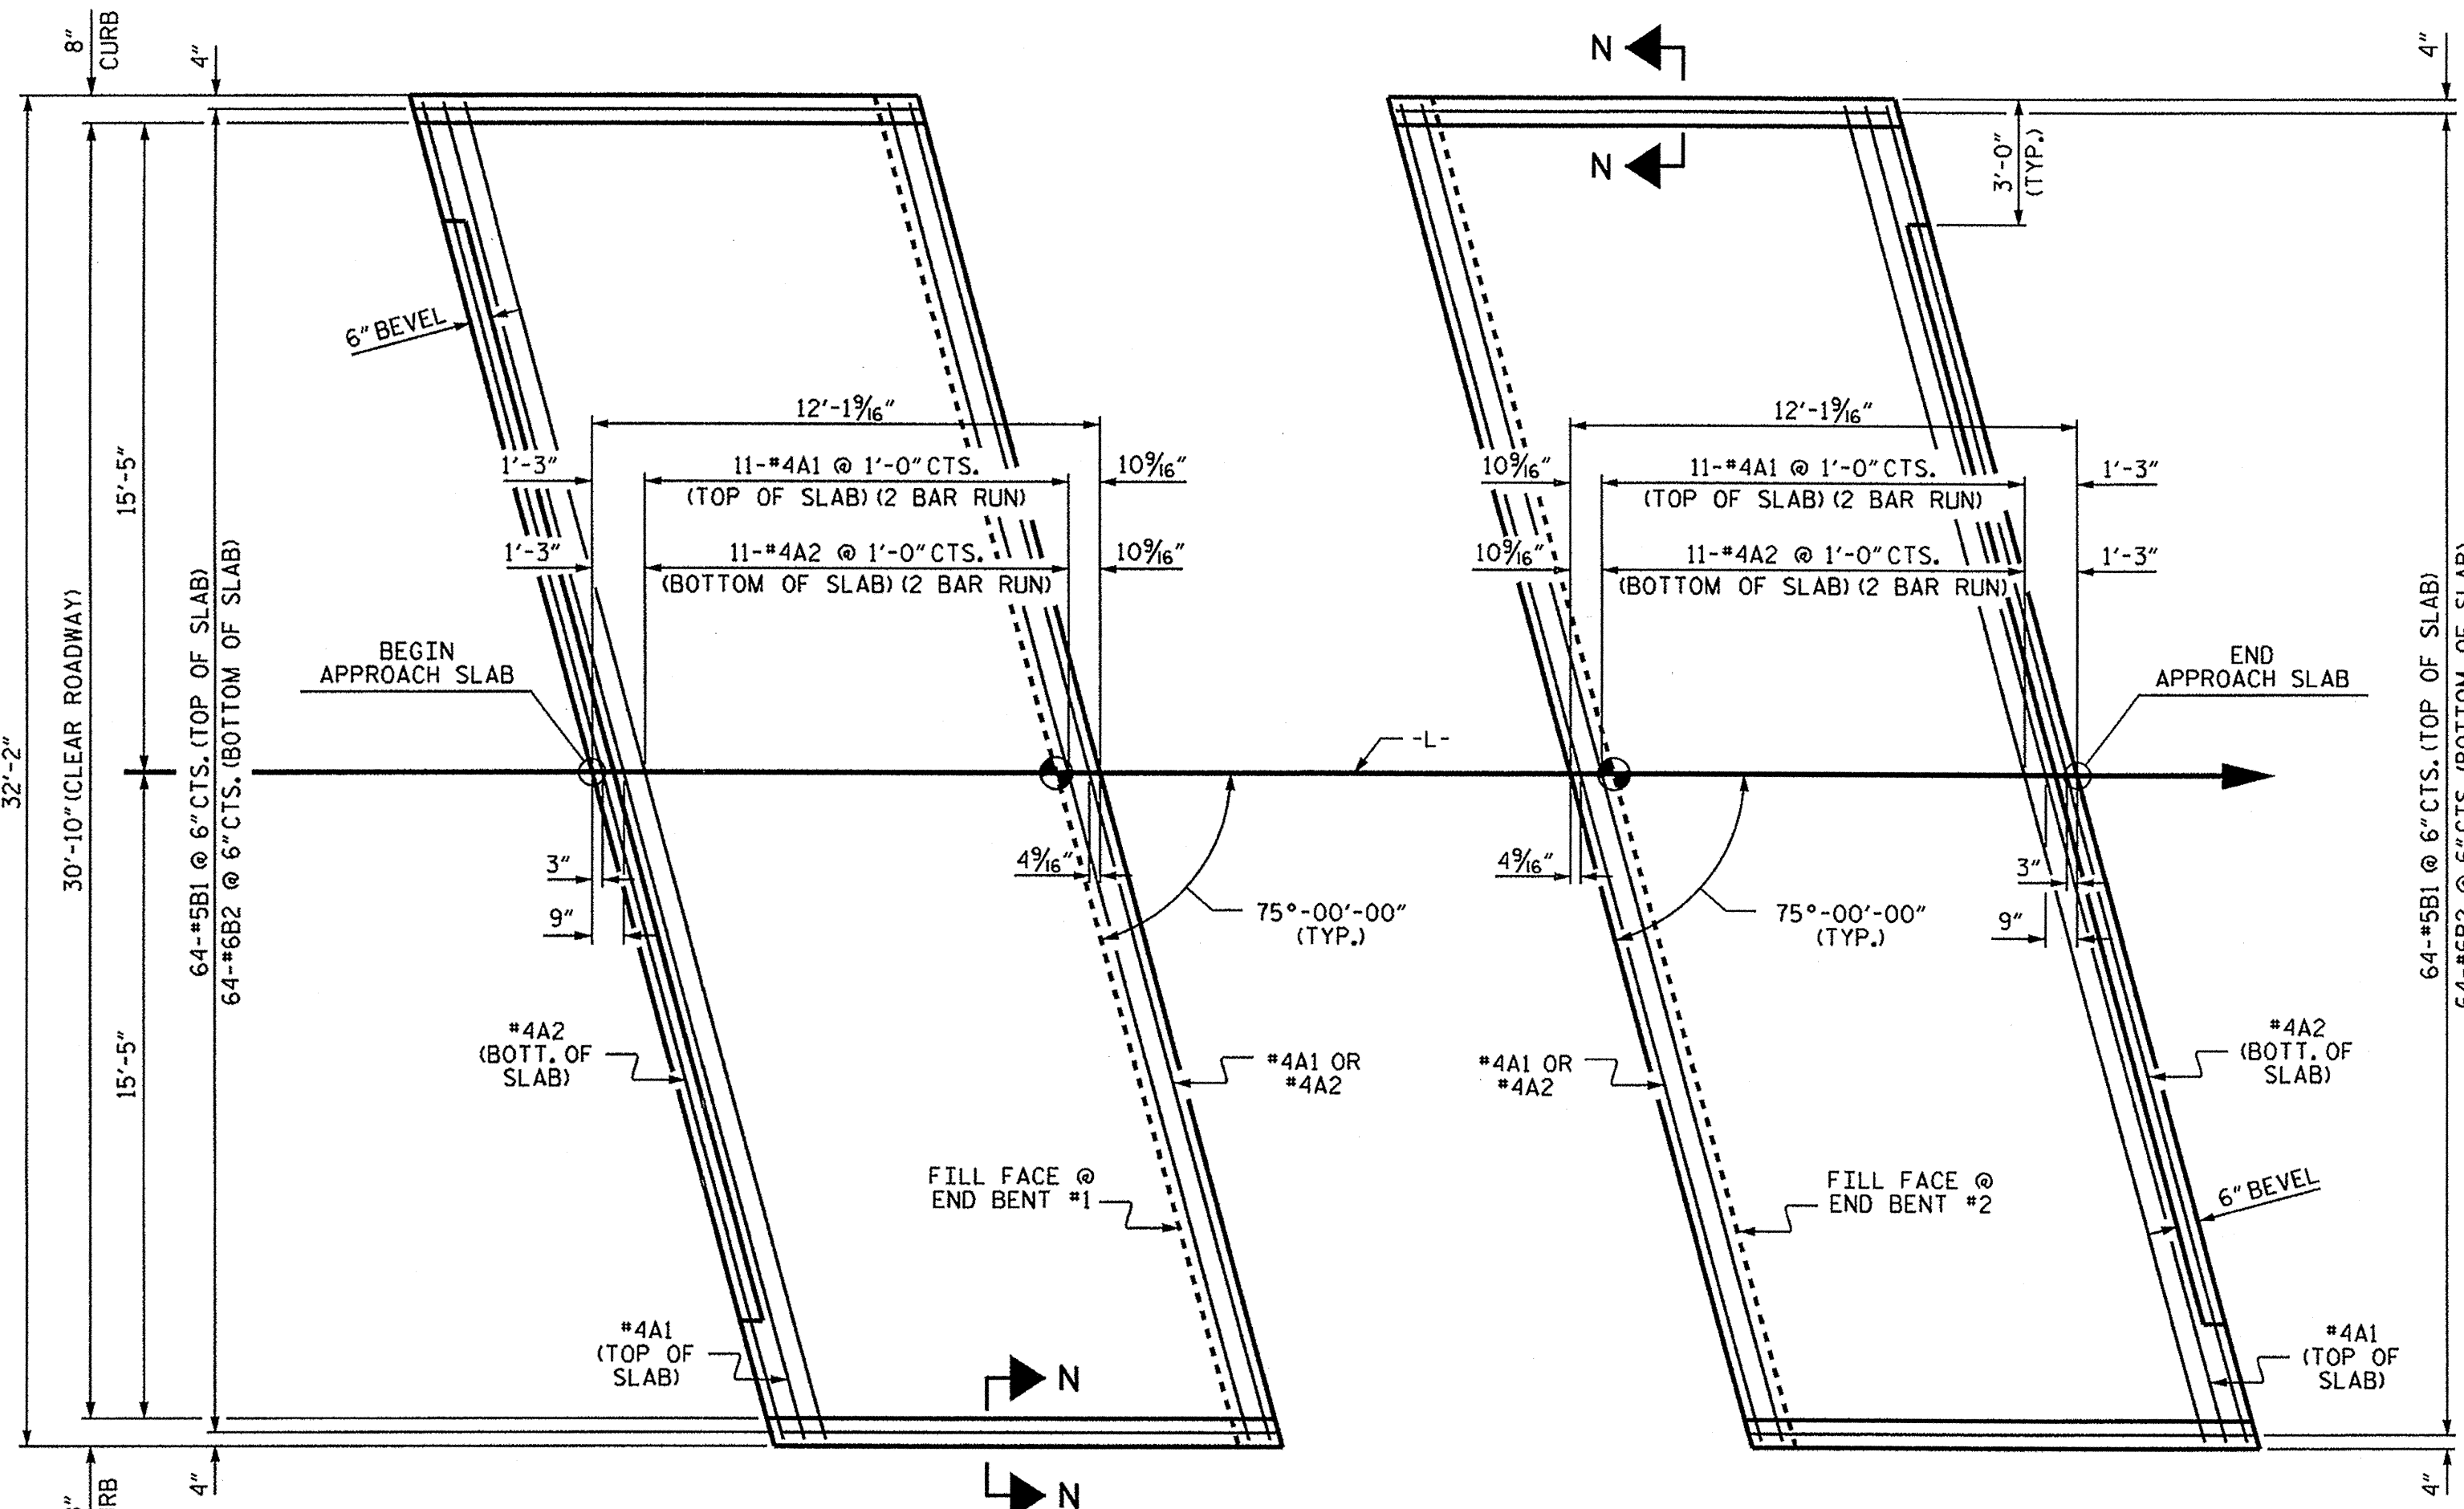 8"
CURB
4"
N
N
4"
3'-0"
(TYP.)
6" BEVEL
12'-1 9/16"
12'-1 9/16"
1'-3"
11-#4A1 @ 1'-0" CTS.
(TOP OF SLAB) (2 BAR RUN)
10 9/16"
10 9/16"
11-#4A1 @ 1'-0" CTS.
(TOP OF SLAB) (2 BAR RUN)
1'-3"
1'-3"
11-#4A2 @ 1'-0" CTS.
(BOTTOM OF SLAB) (2 BAR RUN)
10 9/16"
10 9/16"
11-#4A2 @ 1'-0" CTS.
(BOTTOM OF SLAB) (2 BAR RUN)
1'-3"
32'-2"
30'-10" (CLEAR ROADWAY)
15'-5"
15'-5"
64-#5B1 @ 6" CTS. (TOP OF SLAB)
64-#6B2 @ 6" CTS. (BOTTOM OF SLAB)
BEGIN
APPROACH SLAB
-L-
END
APPROACH SLAB
64-#5B1 @ 6" CTS. (TOP OF SLAB)
64-#6B2 @ 6" CTS. (BOTTOM OF SLAB)
3"
9"
4 9/16"
75°-00'-00"
(TYP.)
4 9/16"
75°-00'-00"
(TYP.)
3"
9"
#4A2
(BOTT. OF
SLAB)
#4A1 OR
#4A2
#4A1 OR
#4A2
#4A2
(BOTT. OF
SLAB)
FILL FACE @
END BENT #1
FILL FACE @
END BENT #2
6" BEVEL
#4A1
(TOP OF
SLAB)
#4A1
(TOP OF
SLAB)
N
N
4"
4"